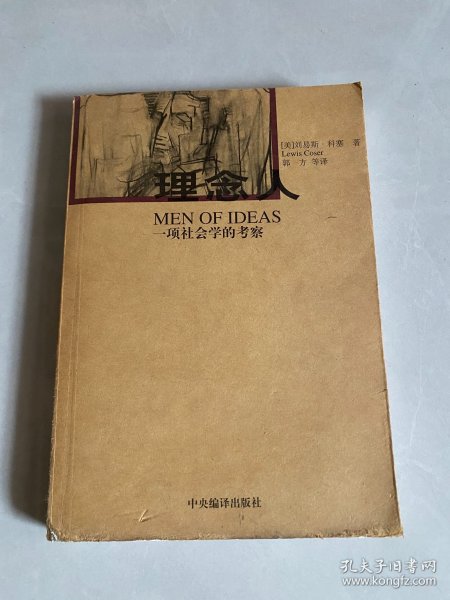 [美]刘易斯·科塞 著
Lewis Coser
郭 方 等译
理念人
MEN OF IDEAS
一项社会学的考察
中央编译出版社
孔夫子旧书网
www.kongfz.com